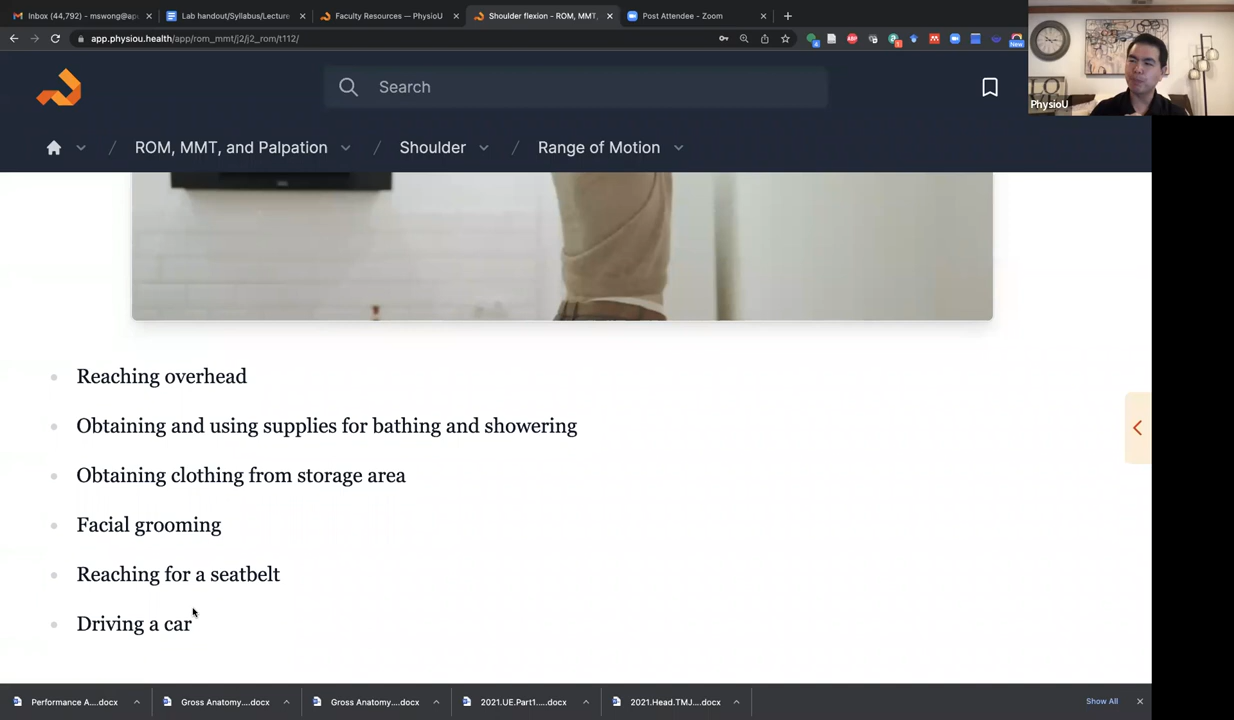 Inbox (44,792) - mswong@ap
Lab handout/Syllabus/Lecture
Faculty Resources — PhysioU
Shoulder flexion - ROM, MMT,
Post Attendee - Zoom
app.physiou.health/app/rom_mmt/j2/j2_rom/t112/
New
PhysioU
Search
/ ROM, MMT, and Palpation / Shoulder / Range of Motion
Reaching overhead
Obtaining and using supplies for bathing and showering
Obtaining clothing from storage area
Facial grooming
Reaching for a seatbelt
Driving a car
Performance A....docx
Gross Anatomy....docx
Gross Anatomy....docx
2021.UE.Part1.....docx
2021.Head.TMJ....docx
Show All